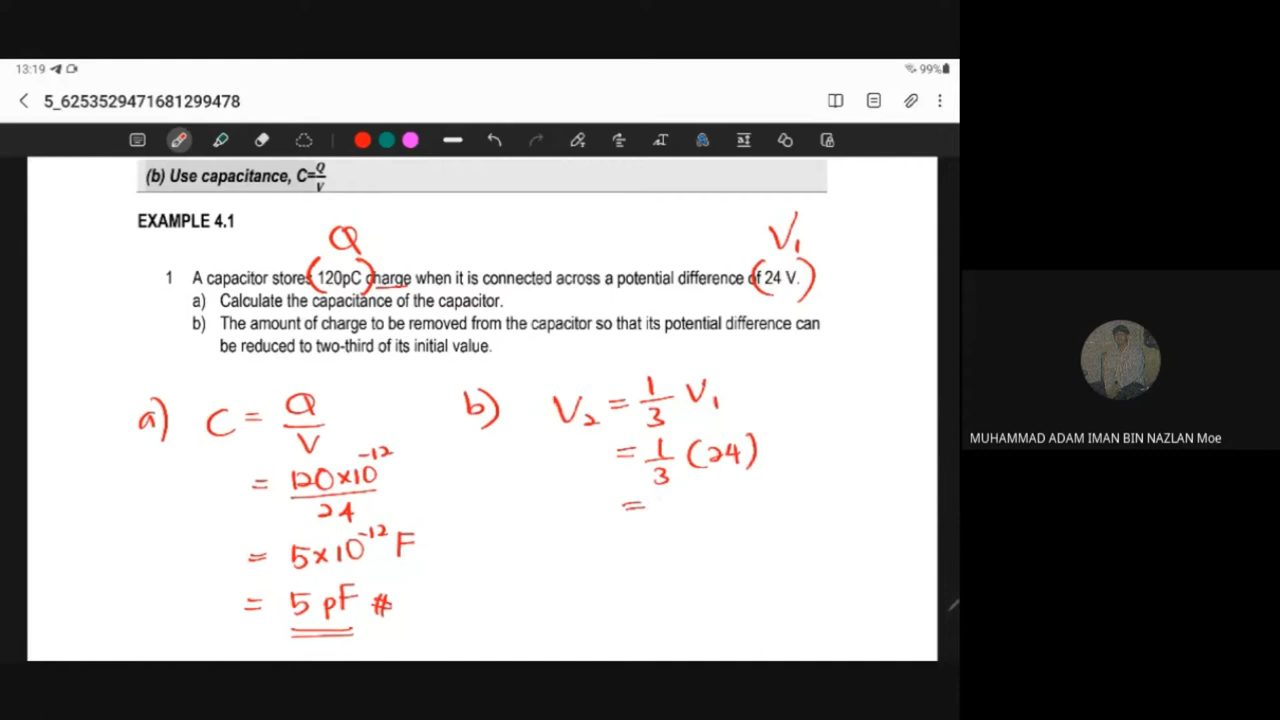 13:19 99%
5_6253529471681299478
(b) Use capacitance, C=Q/V
EXAMPLE 4.1
Q V₁
1 A capacitor stores (120pC) charge when it is connected across a potential difference of (24 V.)
a) Calculate the capacitance of the capacitor.
b) The amount of charge to be removed from the capacitor so that its potential difference can
be reduced to two-third of its initial value.
a) C = Q/V
= 120×10⁻¹²/24
= 5×10⁻¹² F
= 5 pF #
b) V₂ = 1/3 V₁
= 1/3 (24)
=
MUHAMMAD ADAM IMAN BIN NAZLAN Moe